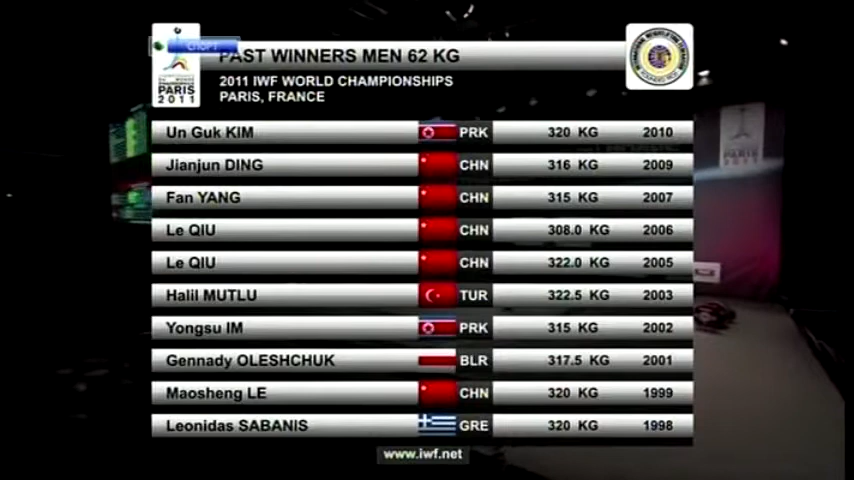 СПОРТ
PARIS
2011
PAST WINNERS MEN 62 KG
2011 IWF WORLD CHAMPIONSHIPS
PARIS, FRANCE
Un Guk KIM PRK 320 KG 2010
Jianjun DING CHN 316 KG 2009
Fan YANG CHN 315 KG 2007
Le QIU CHN 308.0 KG 2006
Le QIU CHN 322.0 KG 2005
Halil MUTLU TUR 322.5 KG 2003
Yongsu IM PRK 315 KG 2002
Gennady OLESHCHUK BLR 317.5 KG 2001
Maosheng LE CHN 320 KG 1999
Leonidas SABANIS GRE 320 KG 1998
www.iwf.net
PARIS